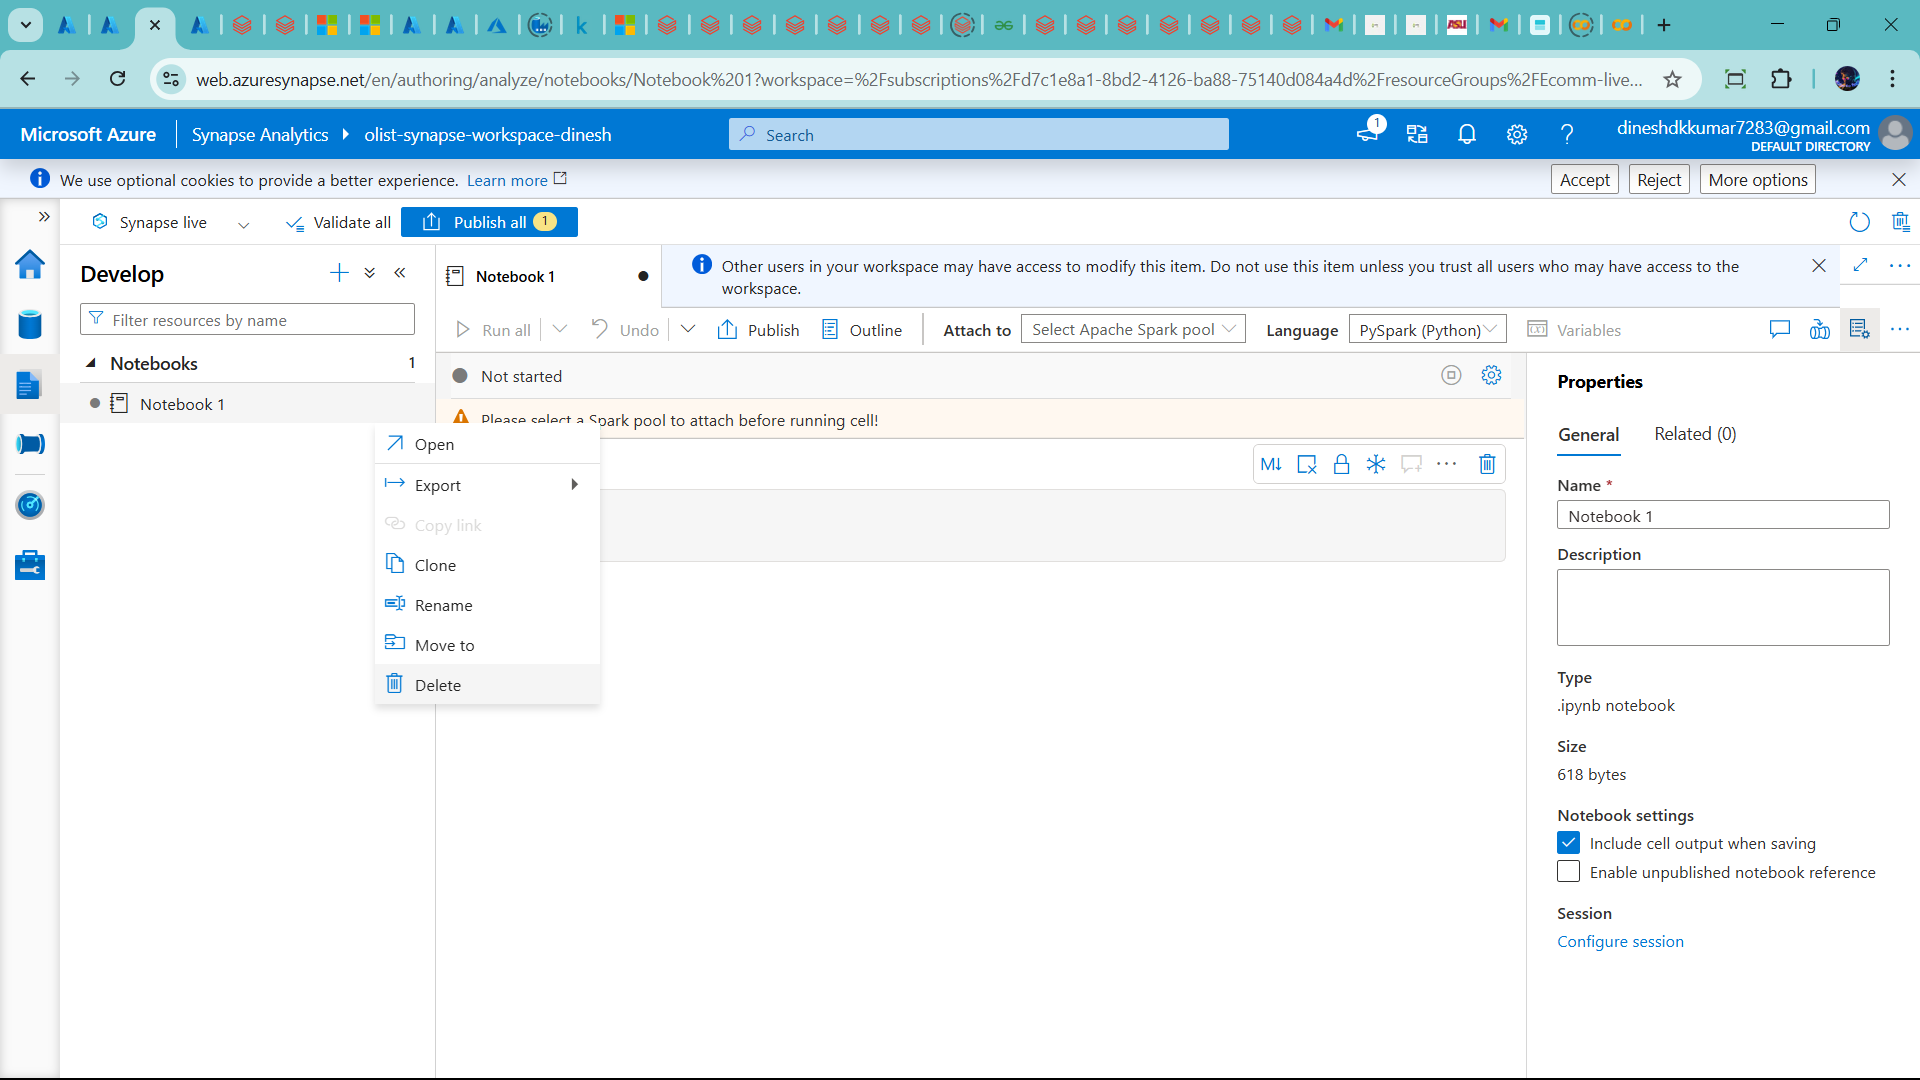 web.azuresynapse.net/en/authoring/analyze/notebooks/Notebook%201?workspace=%2Fsubscriptions%2Fd7c1e8a1-8bd2-4126-ba88-75140d084a4d%2FresourceGroups%2FEcomm-live...
Microsoft Azure
Synapse Analytics
olist-synapse-workspace-dinesh
Search
1
dineshdkkumar7283@gmail.com
DEFAULT DIRECTORY
We use optional cookies to provide a better experience. Learn more
Accept
Reject
More options
Synapse live
Validate all
Publish all 1
Develop
Filter resources by name
Notebooks 1
Notebook 1
Notebook 1
Other users in your workspace may have access to modify this item. Do not use this item unless you trust all users who may have access to the
workspace.
Run all
Undo
Publish
Outline
Attach to
Select Apache Spark pool
Language
PySpark (Python)
Variables
Not started
Please select a Spark pool to attach before running cell!
M↓
Open
Export
Copy link
Clone
Rename
Move to
Delete
Properties
General
Related (0)
Name *
Notebook 1
Description
Type
.ipynb notebook
Size
618 bytes
Notebook settings
Include cell output when saving
Enable unpublished notebook reference
Session
Configure session